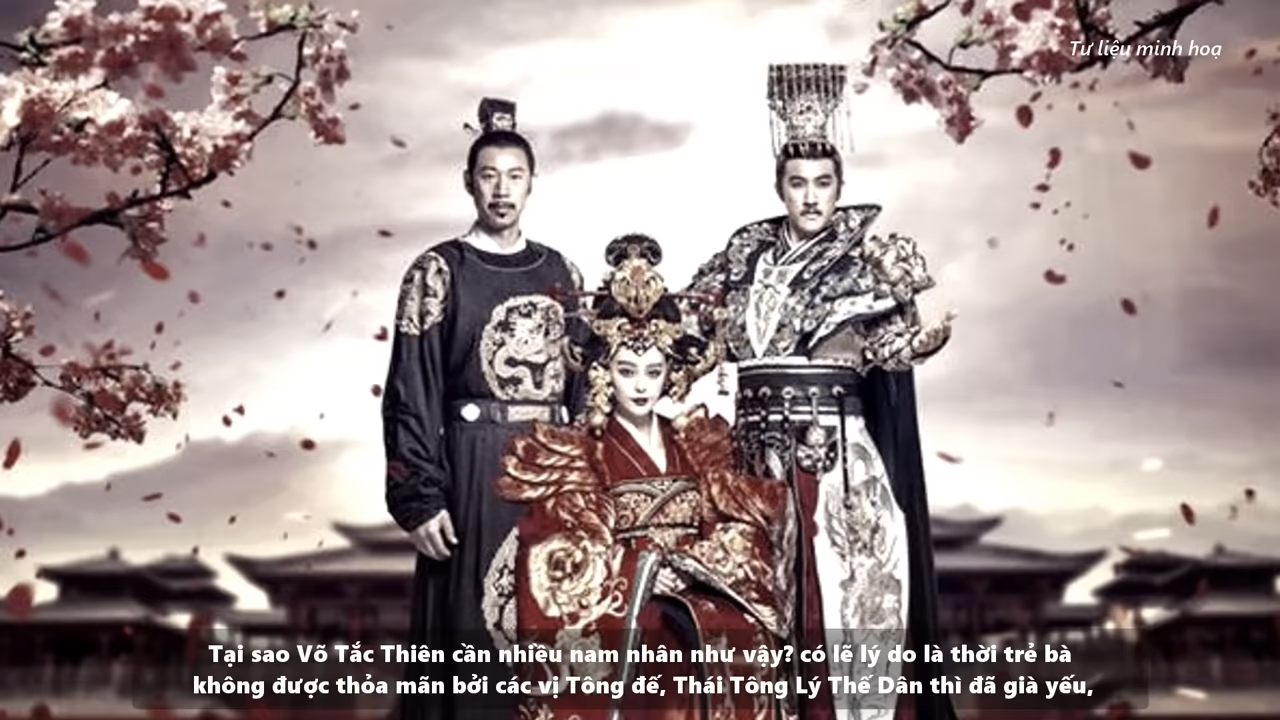 Tư liệu minh hoạ
Tại sao Võ Tắc Thiên cần nhiều nam nhân như vậy? có lẽ lý do là thời trẻ bà
không được thỏa mãn bởi các vị Tông đế, Thái Tông Lý Thế Dân thì đã già yếu,